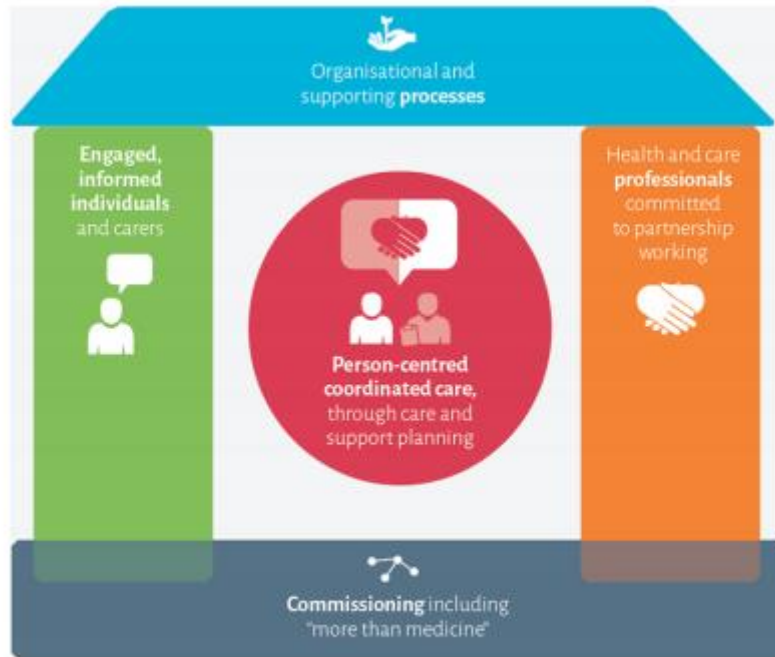 Organisational and
supporting processes
Engaged,
informed
individuals
and carers
Health and care
professionals
committed
to partnership
working
Person-centred
coordinated care,
through care and
support planning
Commissioning including
“more than medicine”